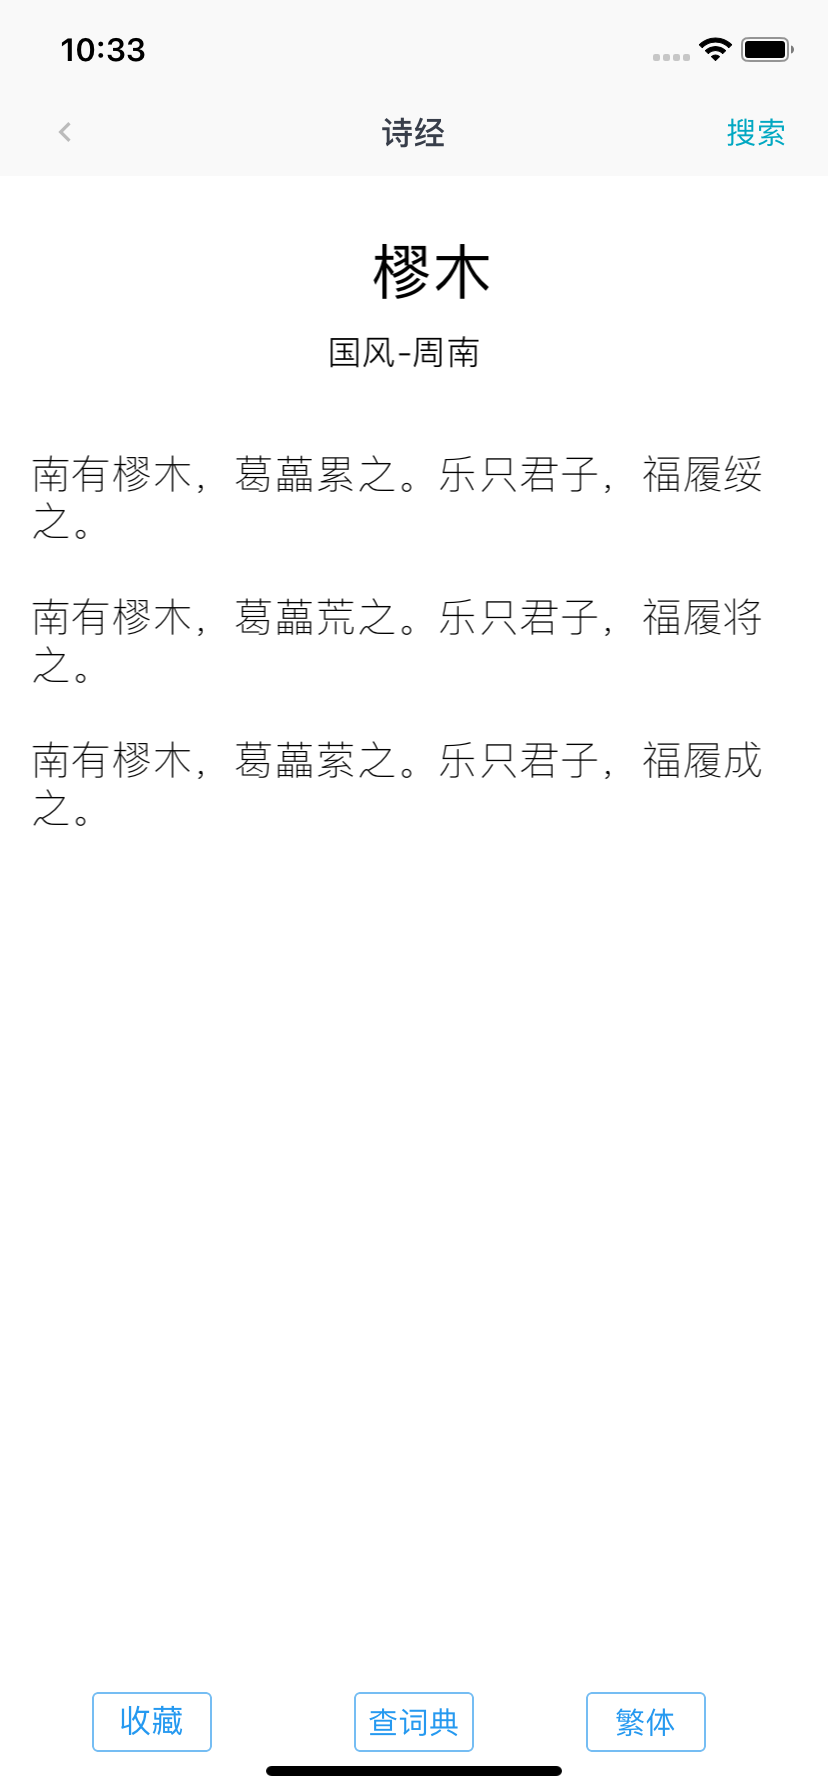 10:33
诗经
搜索
樛木
国风-周南
南有樛木，葛藟累之。乐只君子，福履绥
之。
南有樛木，葛藟荒之。乐只君子，福履将
之。
南有樛木，葛藟萦之。乐只君子，福履成
之。
收藏
查词典
繁体